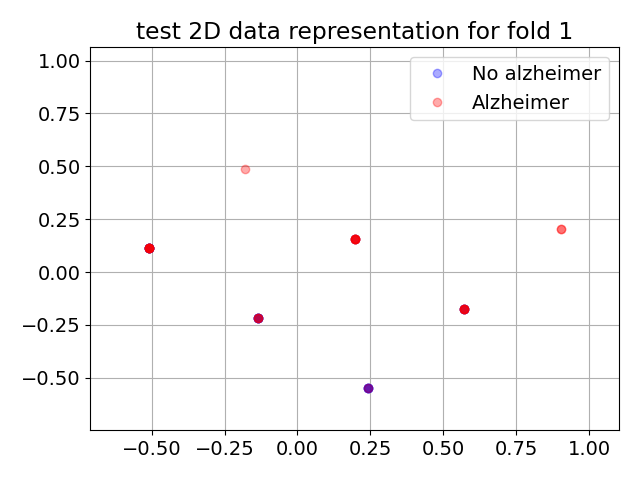 test 2D data representation for fold 1
1.00
0.75
0.50
0.25
0.00
−0.25
−0.50
−0.50 −0.25 0.00 0.25 0.50 0.75 1.00
No alzheimer
Alzheimer